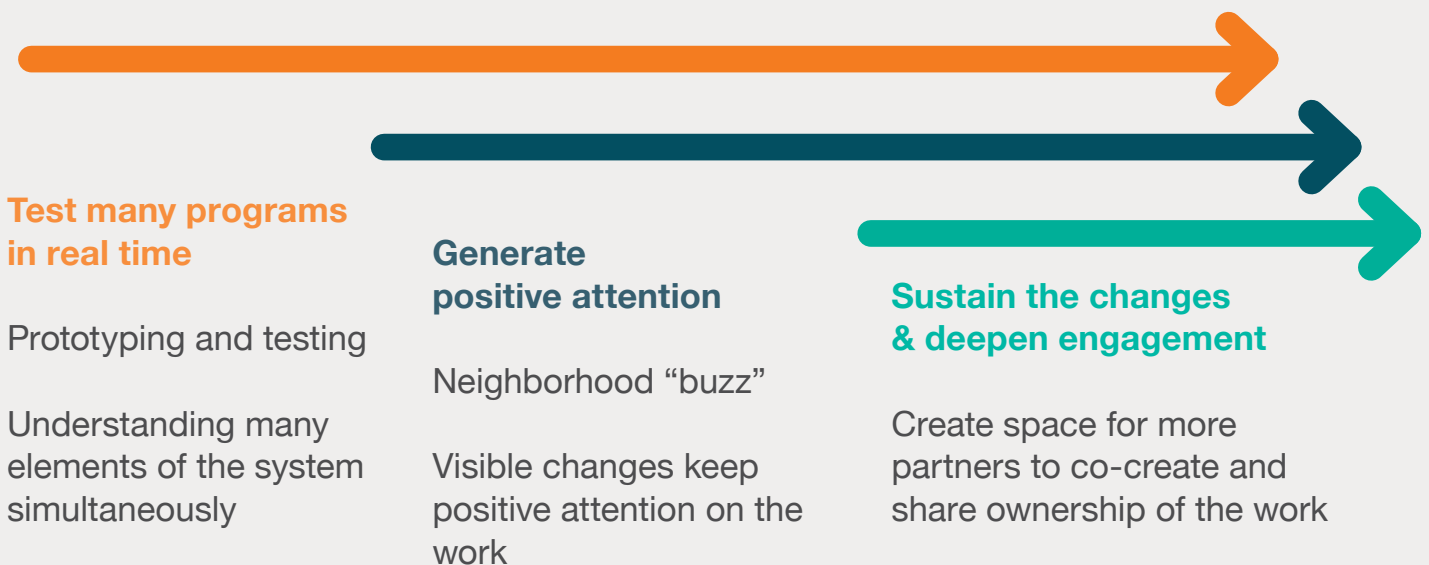 Test many programs
in real time
Prototyping and testing
Understanding many
elements of the system
simultaneously
Generate
positive attention
Neighborhood “buzz”
Visible changes keep
positive attention on the
work
Sustain the changes
& deepen engagement
Create space for more
partners to co-create and
share ownership of the work